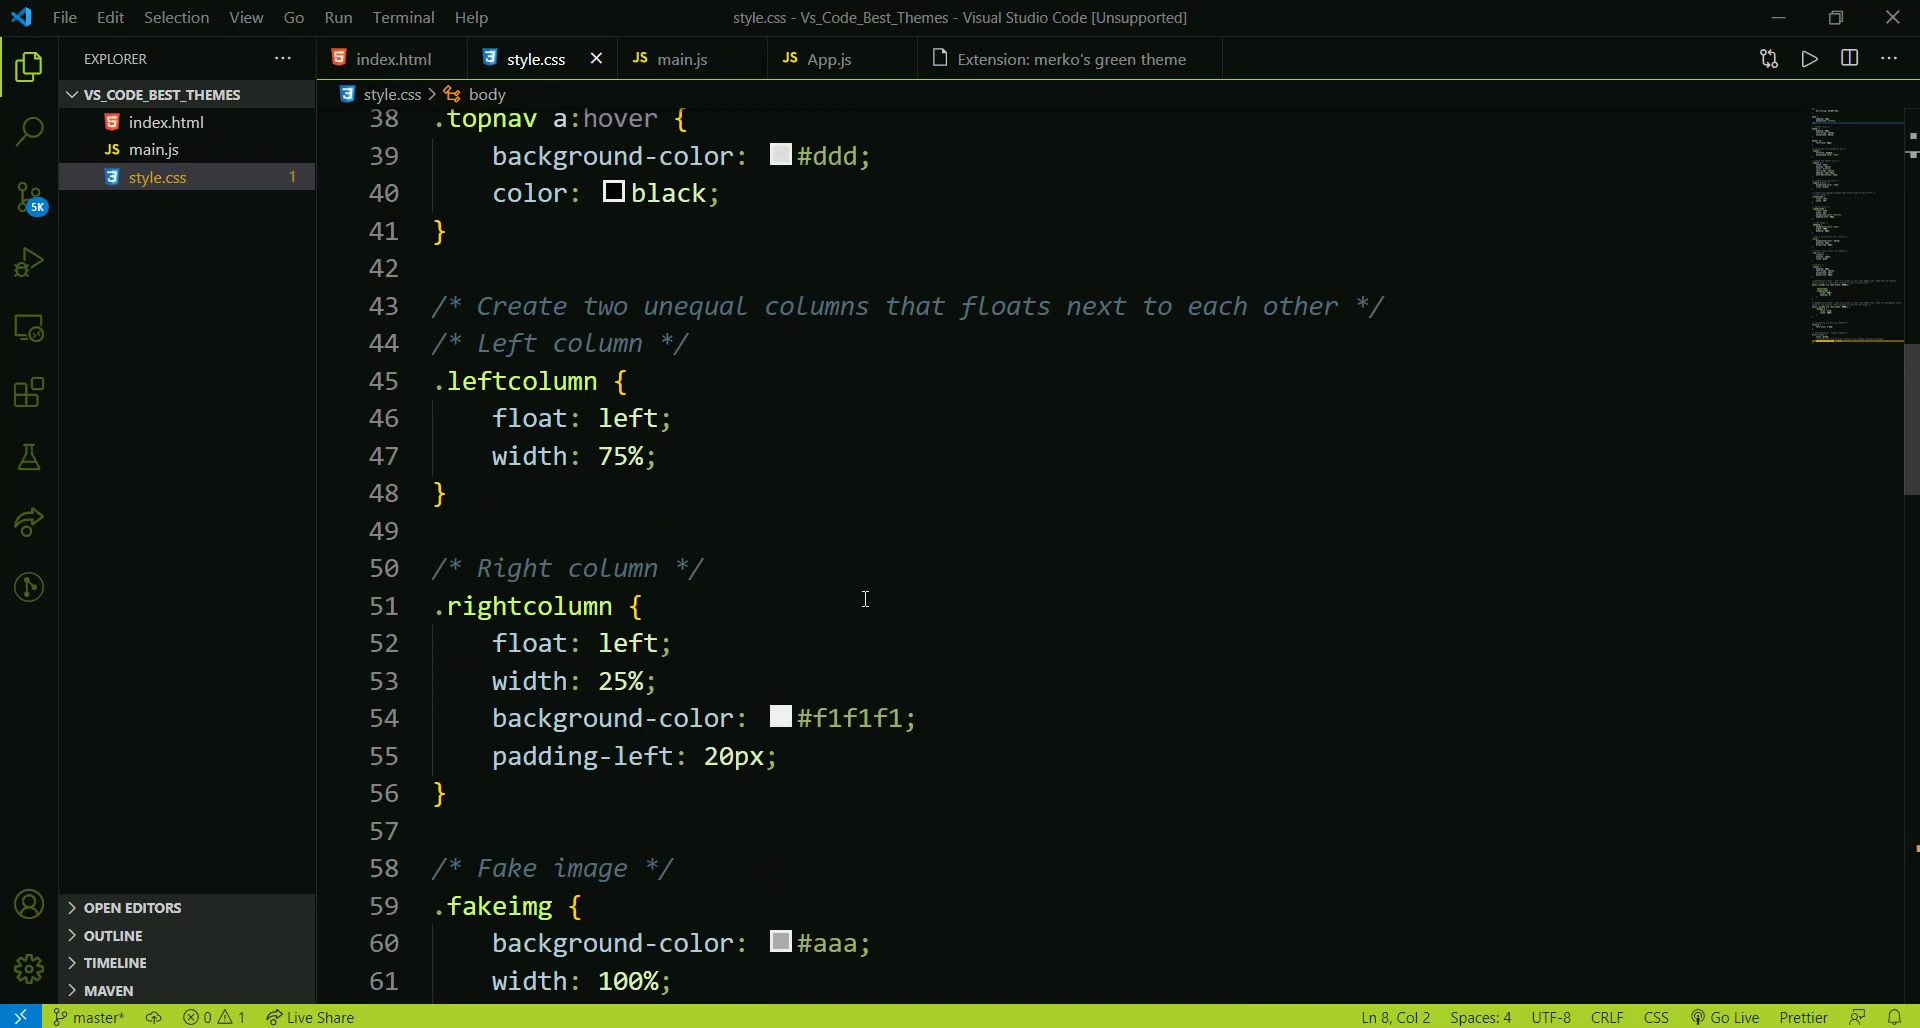 File Edit Selection View Go Run Terminal Help
style.css - Vs_Code_Best_Themes - Visual Studio Code [Unsupported]
EXPLORER
VS_CODE_BEST_THEMES
index.html
JS main.js
style.css 1
OPEN EDITORS
OUTLINE
TIMELINE
MAVEN
5K
index.html
style.css
JS main.js
JS App.js
Extension: merko's green theme
style.css > body
38 .topnav a:hover {
39 background-color: #ddd;
40 color: black;
41 }
42
43 /* Create two unequal columns that floats next to each other */
44 /* Left column */
45 .leftcolumn {
46 float: left;
47 width: 75%;
48 }
49
50 /* Right column */
51 .rightcolumn {
52 float: left;
53 width: 25%;
54 background-color: #f1f1f1;
55 padding-left: 20px;
56 }
57
58 /* Fake image */
59 .fakeimg {
60 background-color: #aaa;
61 width: 100%;
master* 0 1 Live Share
Ln 8, Col 2 Spaces: 4 UTF-8 CRLF CSS Go Live Prettier